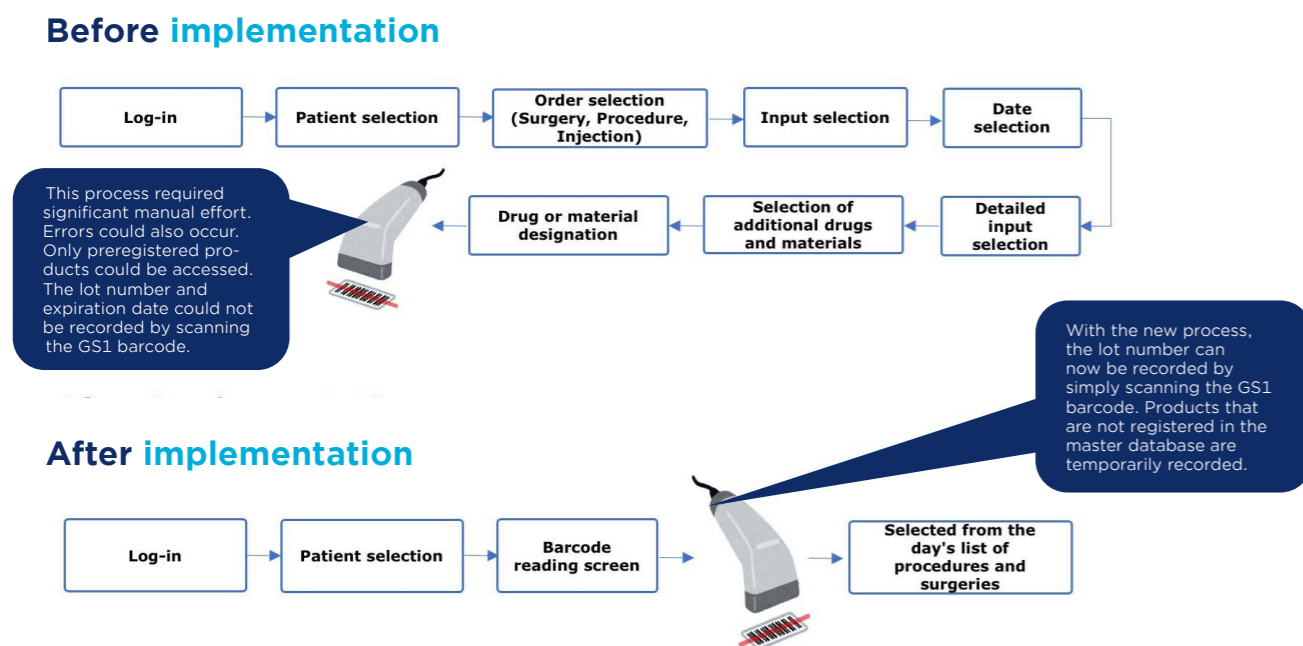 Before implementation
Log-in
Patient selection
Order selection
(Surgery, Procedure,
Injection)
Input selection
Date
selection
Detailed
input
selection
Selection of
additional drugs
and materials
Drug or material
designation
This process required
significant manual effort.
Errors could also occur.
Only preregistered pro-
ducts could be accessed.
The lot number and
expiration date could not
be recorded by scanning
the GS1 barcode.
With the new process,
the lot number can
now be recorded by
simply scanning the GS1
barcode. Products that
are not registered in the
master database are
temporarily recorded.
After implementation
Log-in
Patient selection
Barcode
reading screen
Selected from the
day's list of
procedures and
surgeries